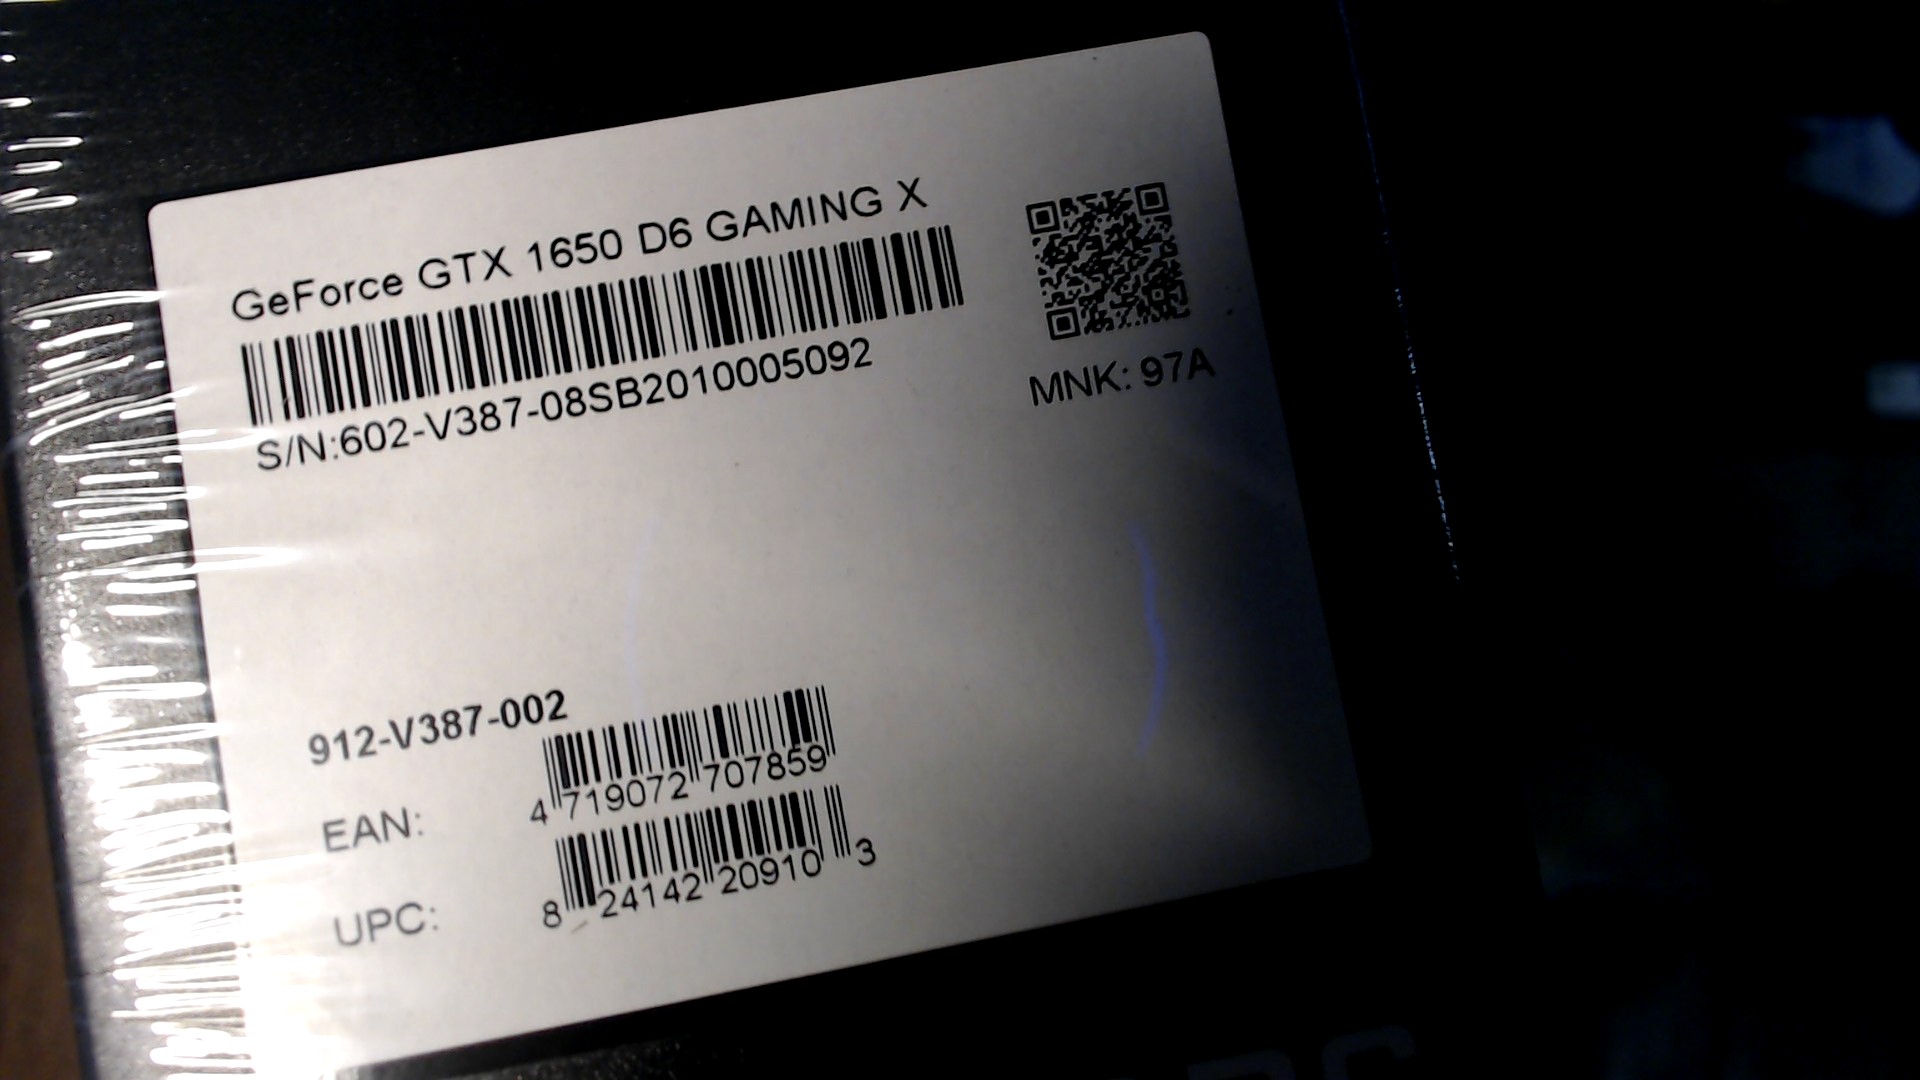 GeForce GTX 1650 D6 GAMING X
S/N:602-V387-08SB2010005092
MNK: 97A
912-V387-002
EAN:
4 719072 707859
UPC:
8 24142 20910 3